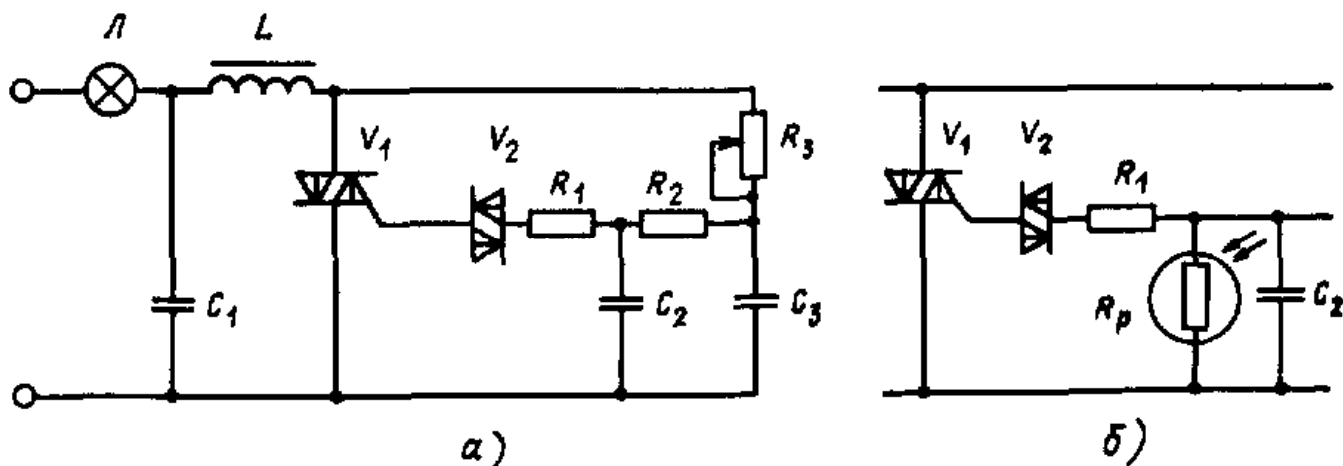 Л L
V₁ V₂ R₁ R₂ R₃
C₁ C₂ C₃
а)
V₁ V₂ R₁
Rр C₂
б)